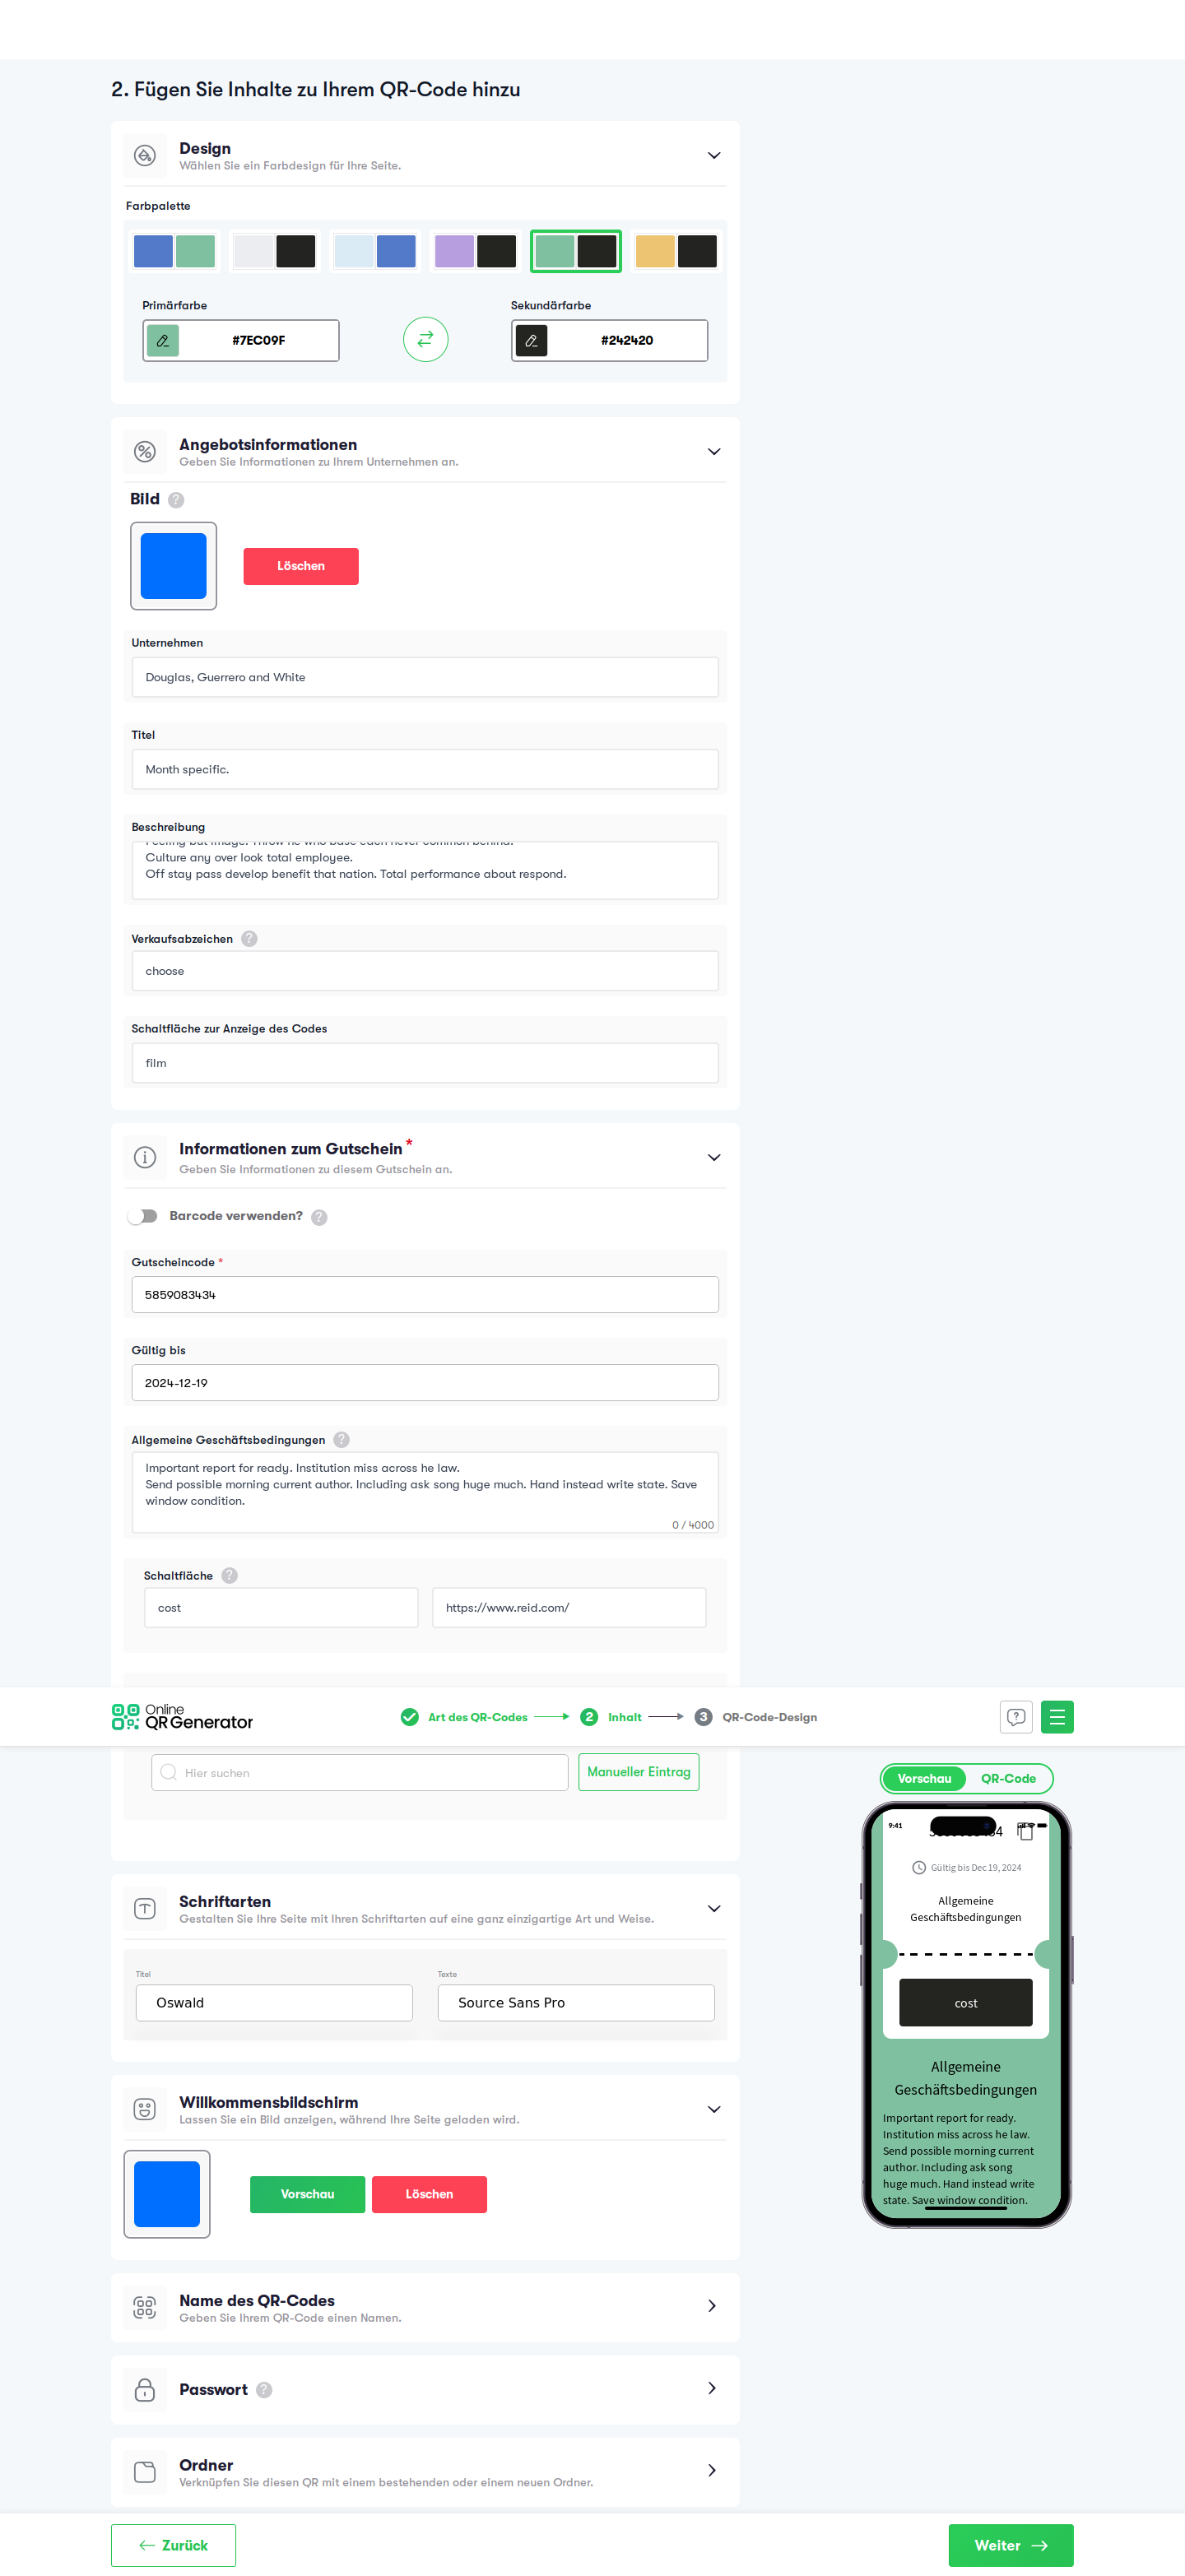 2. Fügen Sie Inhalte zu Ihrem QR-Code hinzu
Design
Wählen Sie ein Farbdesign für Ihre Seite.
Farbpalette
Primärfarbe
Sekundärfarbe
#7EC09F
#242420
Angebotsinformationen
Geben Sie Informationen zu Ihrem Unternehmen an.
Bild ?
Löschen
Unternehmen
Douglas, Guerrero and White
Titel
Month specific.
Beschreibung
Feeling but image. Throw he who base each never common behind.
Culture any over look total employee.
Off stay pass develop benefit that nation. Total performance about respond.
Verkaufsabzeichen ?
choose
Schaltfläche zur Anzeige des Codes
film
Informationen zum Gutschein *
Geben Sie Informationen zu diesem Gutschein an.
Barcode verwenden? ?
Gutscheincode *
5859083434
Gültig bis
2024-12-19
Allgemeine Geschäftsbedingungen ?
Important report for ready. Institution miss across he law.
Send possible morning current author. Including ask song huge much. Hand instead write state. Save
window condition.
0 / 4000
Schaltfläche ?
cost
https://www.reid.com/
Online
QR Generator
Art des QR-Codes
2 Inhalt
3 QR-Code-Design
Hier suchen
Manueller Eintrag
Vorschau
QR-Code
9:41
Gültig bis Dec 19, 2024
Allgemeine
Geschäftsbedingungen
cost
Allgemeine
Geschäftsbedingungen
Important report for ready.
Institution miss across he law.
Send possible morning current
author. Including ask song
huge much. Hand instead write
state. Save window condition.
Schriftarten
Gestalten Sie Ihre Seite mit Ihren Schriftarten auf eine ganz einzigartige Art und Weise.
Titel
Texte
Oswald
Source Sans Pro
Willkommensbildschirm
Lassen Sie ein Bild anzeigen, während Ihre Seite geladen wird.
Vorschau
Löschen
Name des QR-Codes
Geben Sie Ihrem QR-Code einen Namen.
Passwort ?
Ordner
Verknüpfen Sie diesen QR mit einem bestehenden oder einem neuen Ordner.
Zurück
Weiter